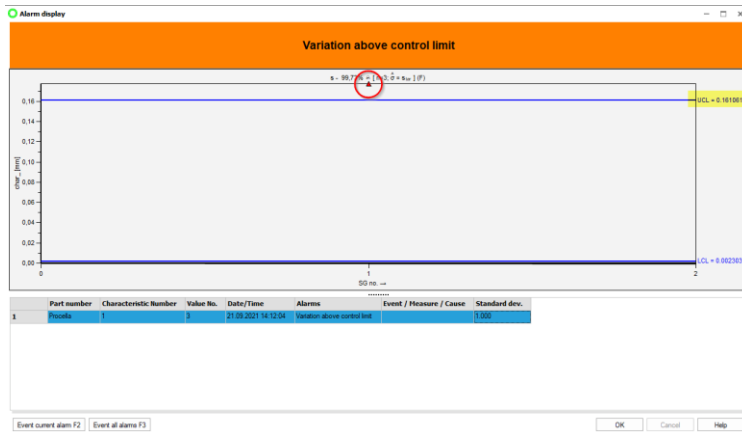 Alarm display
Variation above control limit
UCL = 0.161061
0,16
0,14
0,12
0,10
0,08
0,06
0,04
0,02
0,00
LCL = 0.002303
0 1 2
SG no. →
Part number Characteristic Number Value No. Date/Time Alarms Event / Measure / Cause Standard dev.
1 Procella 1 3 21.09.2021 14:12:04 Variation above control limit 1.000
Event current alarm F2 Event all alarms F3 OK Cancel Help